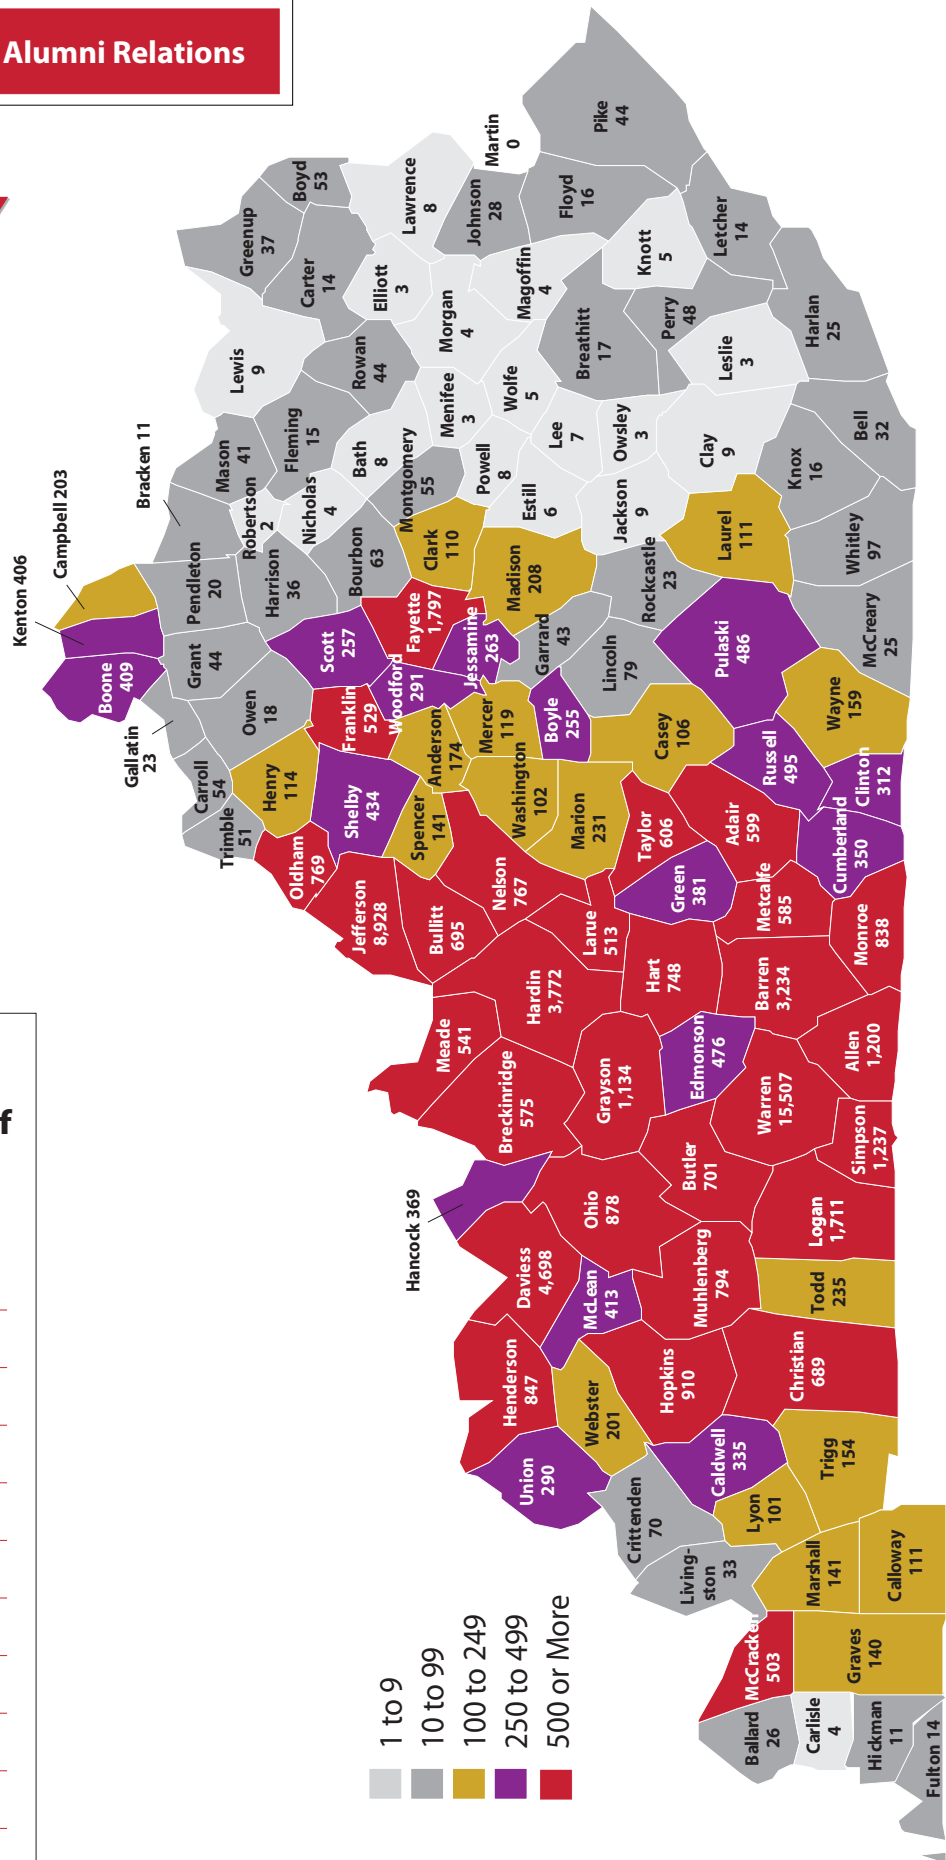 Alumni Relations
f
1 to 9
10 to 99
100 to 249
250 to 499
500 or More
Kenton 406
Campbell 203
Bracken 11
Boone
409
Gallatin
23
Pendleton
20
Grant
44
Owen
18
Carroll
54
Trimble
51
Henry
114
Oldham
769
Shelby
434
Jefferson
8,928
Bullitt
695
Spencer
141
Anderson
174
Franklin
529
Woodford
291
Scott
257
Harrison
36
Robertson
2
Mason
41
Lewis
9
Greenup
37
Boyd
53
Carter
14
Elliott
3
Lawrence
8
Johnson
28
Martin
0
Pike
44
Floyd
16
Magoffin
4
Morgan
4
Rowan
44
Fleming
15
Nicholas
4
Bath
8
Menifee
3
Montgomery
55
Bourbon
63
Fayette
1,797
Clark
110
Powell
8
Wolfe
5
Breathitt
17
Knott
5
Letcher
14
Perry
48
Leslie
3
Harlan
25
Bell
32
Knox
16
Clay
9
Owsley
3
Lee
7
Estill
6
Jackson
9
Madison
208
Jessamine
263
Garrard
43
Rockcastle
23
Laurel
111
Whitley
97
McCreary
25
Pulaski
486
Lincoln
79
Boyle
255
Mercer
119
Washington
102
Marion
231
Casey
106
Russell
495
Wayne
159
Clinton
312
Cumberland
350
Adair
599
Taylor
606
Green
381
Metcalfe
585
Monroe
838
Nelson
767
Larue
513
Hardin
3,772
Hart
748
Barren
3,234
Allen
1,200
Meade
541
Breckinridge
575
Grayson
1,134
Edmonson
476
Warren
15,507
Simpson
1,237
Hancock 369
Ohio
878
Butler
701
Logan
1,711
Daviess
4,698
McLean
413
Muhlenberg
794
Todd
235
Henderson
847
Webster
201
Hopkins
910
Christian
689
Union
290
Crittenden
70
Caldwell
335
Lyon
101
Trigg
154
Living-
ston
33
Marshall
141
Calloway
111
McCracken
503
Graves
140
Ballard
26
Carlisle
4
Hickman
11
Fulton 14